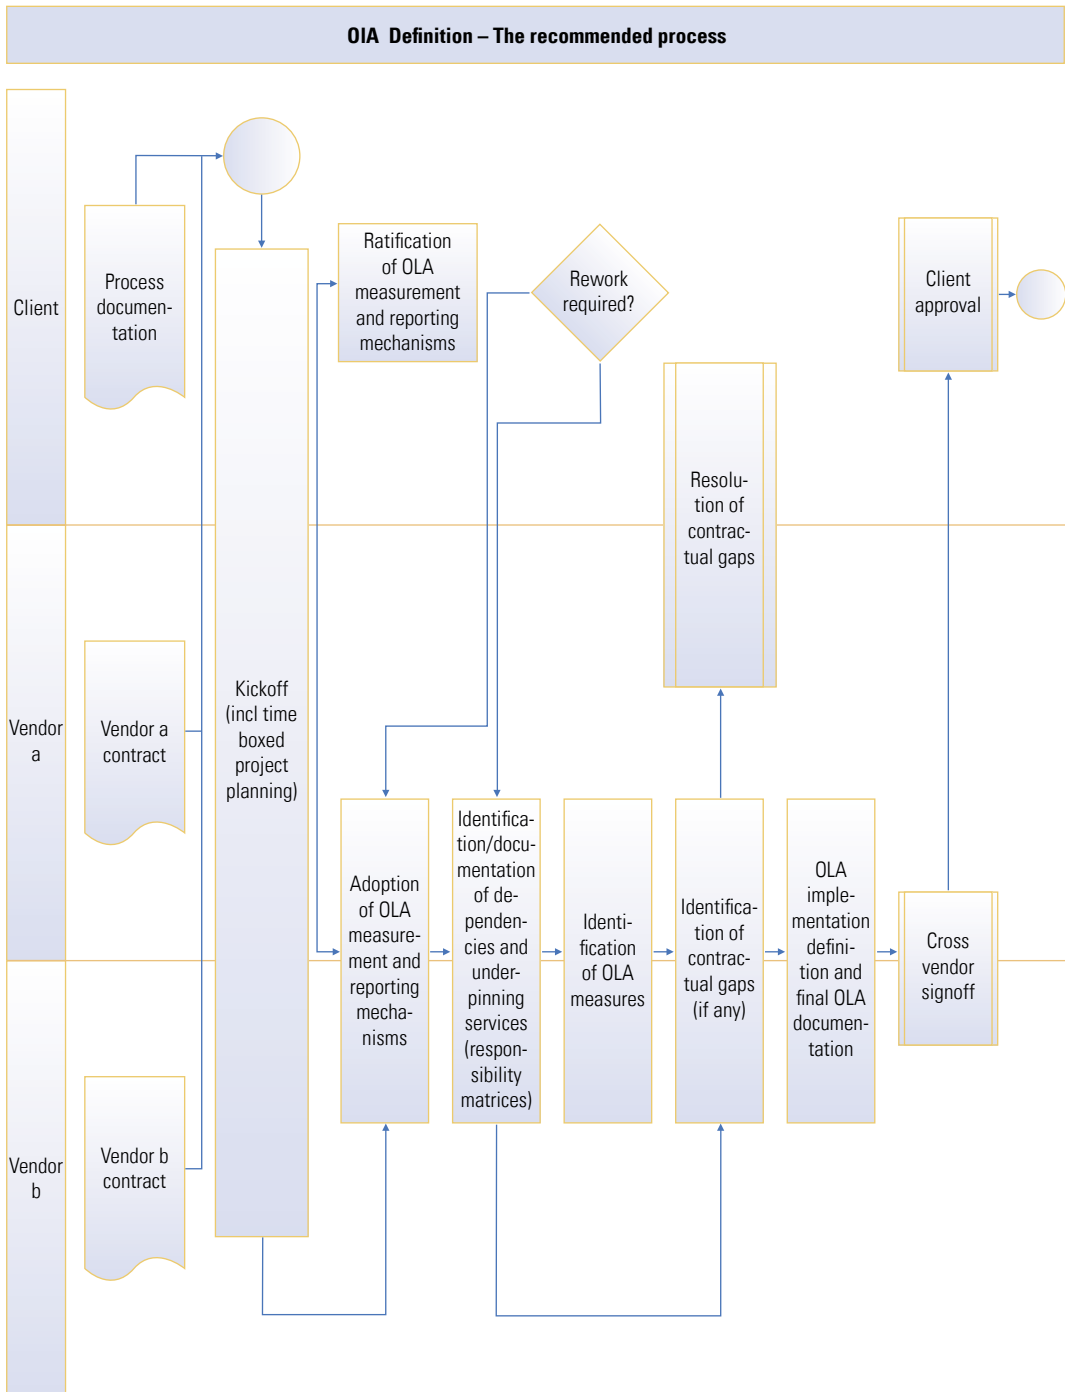 OIA Definition – The recommended process
Client
Process
documen-
tation
Ratification
of OLA
measurement
and reporting
mechanisms
Rework
required?
Client
approval
Resolu-
tion of
contrac-
tual gaps
Vendor
a
Vendor a
contract
Kickoff
(incl time
boxed
project
planning)
Adoption
of OLA
measure-
ment and
reporting
mecha-
nisms
Identifica-
tion/docu-
mentation
of de-
penden-
cies and
under-
pinning
services
(respon-
sibility
matrices)
Identi-
fication
of OLA
measures
Identifica-
tion of
contrac-
tual gaps
(if any)
OLA
imple-
mentation
definition
and
final OLA
documen-
tation
Cross
vendor
signoff
Vendor
b
Vendor b
contract